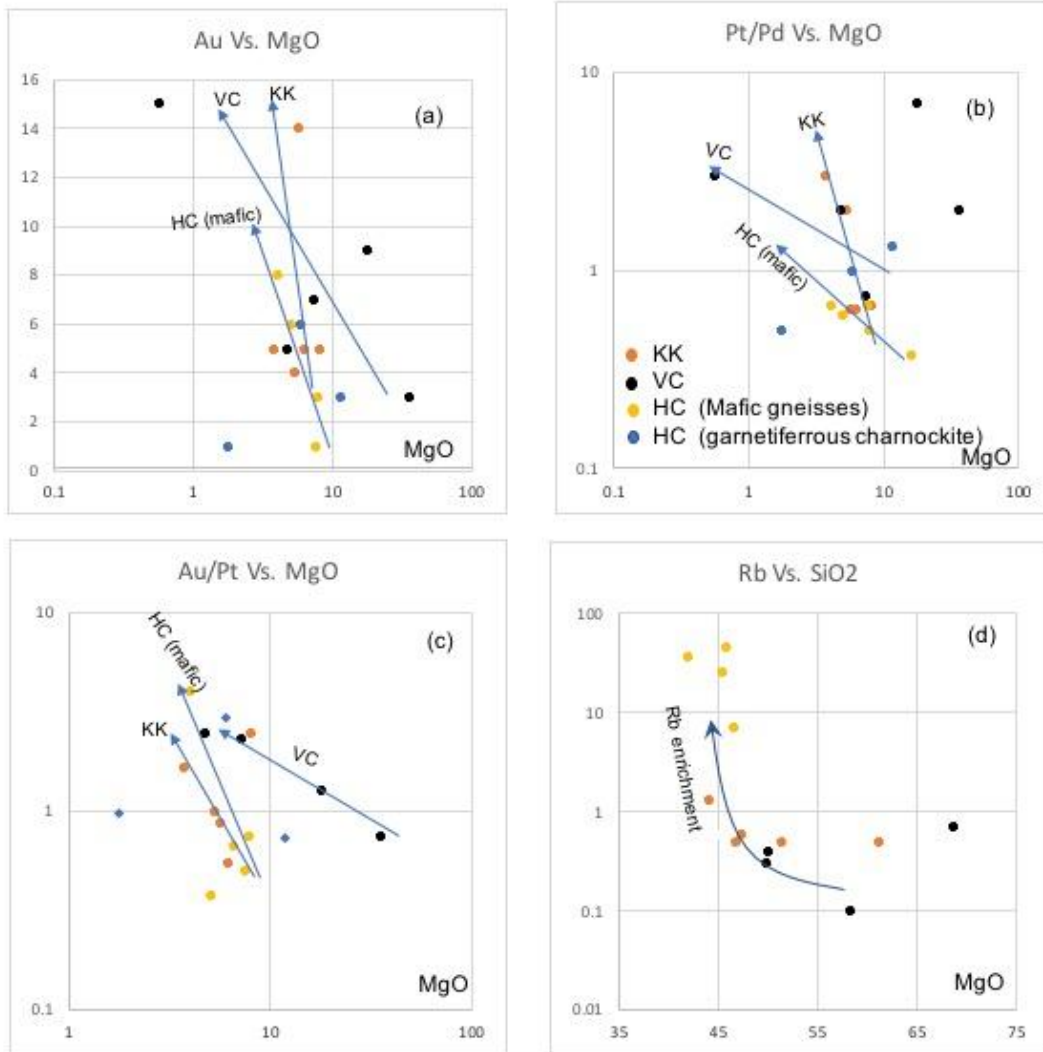 Au Vs. MgO
16
14
12
10
8
6
4
2
0
0.1
1
10
100
VC
KK
HC (mafic)
(a)
MgO
Pt/Pd Vs. MgO
10
1
0.1
0.1
1
10
100
VC
KK
HC (mafic)
(b)
KK
VC
HC (Mafic gneisses)
HC (garnetiferrous charnockite)
MgO
Au/Pt Vs. MgO
10
1
0.1
1
10
100
HC (mafic)
KK
VC
(c)
MgO
Rb Vs. SiO2
100
10
1
0.1
0.01
35
45
55
65
75
Rb enrichment
(d)
MgO